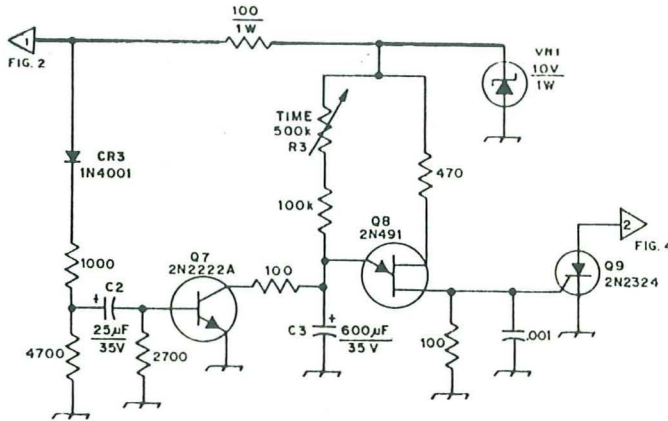 1
FIG. 2
100
1W
VR1
10V
1W
TIME
500k
R3
CR3
1N4001
470
100k
Q8
2N491
2
FIG. 4
Q7
2N2222A
1000
100
Q9
2N2324
+ C2
25µF
35V
C3 +
600µF
35V
4700
2700
100
.001